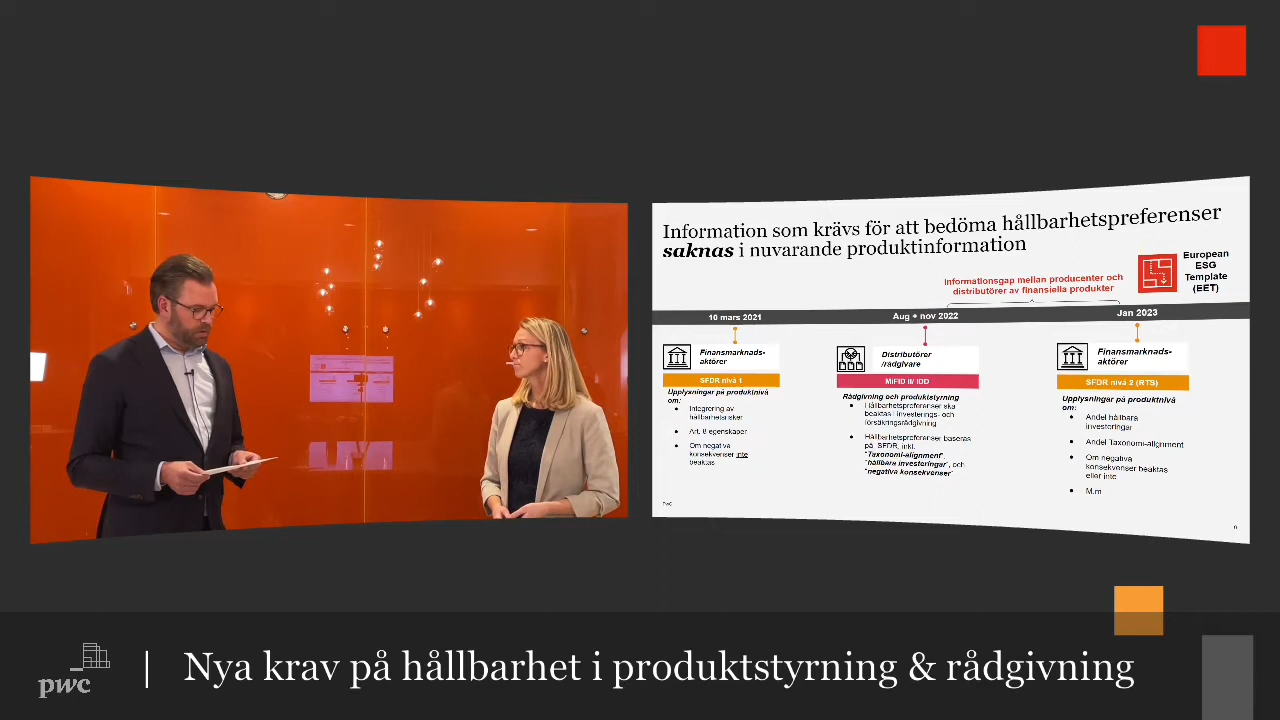 Information som krävs för att bedöma hållbarhetspreferenser
saknas i nuvarande produktinformation
European
ESG
Template
(EET)
Informationsgap mellan producenter och
distributörer av finansiella produkter
10 mars 2021
Aug + nov 2022
Jan 2023
Finansmarknads-
aktörer
SFDR nivå 1
Upplysningar på produktnivå
om:
• Integrering av
hållbarhetsrisker
• Art. 8 egenskaper
• Om negativa
konsekvenser inte
beaktas
Distributörer
/rådgivare
MiFID II/ IDD
Rådgivning och produktstyrning
• Hållbarhetspreferenser ska
beaktas i investerings- och
försäkringsrådgivning
• Hållbarhetspreferenser baseras
på SFDR, inkl.
"Taxonomi-alignment",
"hållbara investeringar", och
"negativa konsekvenser"
Finansmarknads-
aktörer
SFDR nivå 2 (RTS)
Upplysningar på produktnivå
om:
• Andel hållbara
investeringar
• Andel Taxonomi-alignment
• Om negativa
konsekvenser beaktas
eller inte
• M.m
PwC
pwc
Nya krav på hållbarhet i produktstyrning & rådgivning